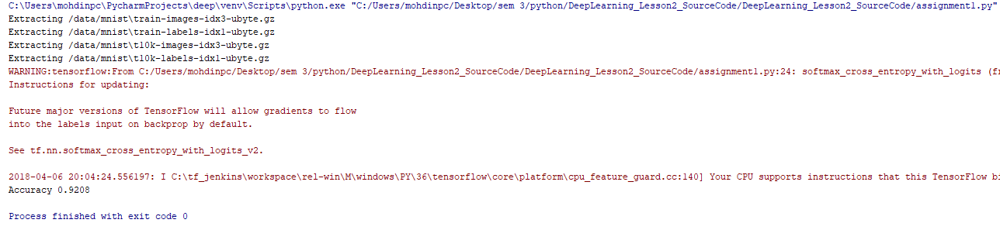 C:\Users\mohdinpc\PycharmProjects\deep\venv\Scripts\python.exe "C:/Users/mohdinpc/Desktop/sem 3/python/DeepLearning_Lesson2_SourceCode/DeepLearning_Lesson2_SourceCode/assignment1.py"
Extracting /data/mnist\train-images-idx3-ubyte.gz
Extracting /data/mnist\train-labels-idx1-ubyte.gz
Extracting /data/mnist\t10k-images-idx3-ubyte.gz
Extracting /data/mnist\t10k-labels-idx1-ubyte.gz
WARNING:tensorflow:From C:/Users/mohdinpc/Desktop/sem 3/python/DeepLearning_Lesson2_SourceCode/DeepLearning_Lesson2_SourceCode/assignment1.py:24: softmax_cross_entropy_with_logits (fr
Instructions for updating:
Future major versions of TensorFlow will allow gradients to flow
into the labels input on backprop by default.
See tf.nn.softmax_cross_entropy_with_logits_v2.
2018-04-06 20:04:24.556197: I C:\tf_jenkins\workspace\rel-win\M\windows\PY\36\tensorflow\core\platform\cpu_feature_guard.cc:140] Your CPU supports instructions that this TensorFlow bi
Accuracy 0.9208
Process finished with exit code 0